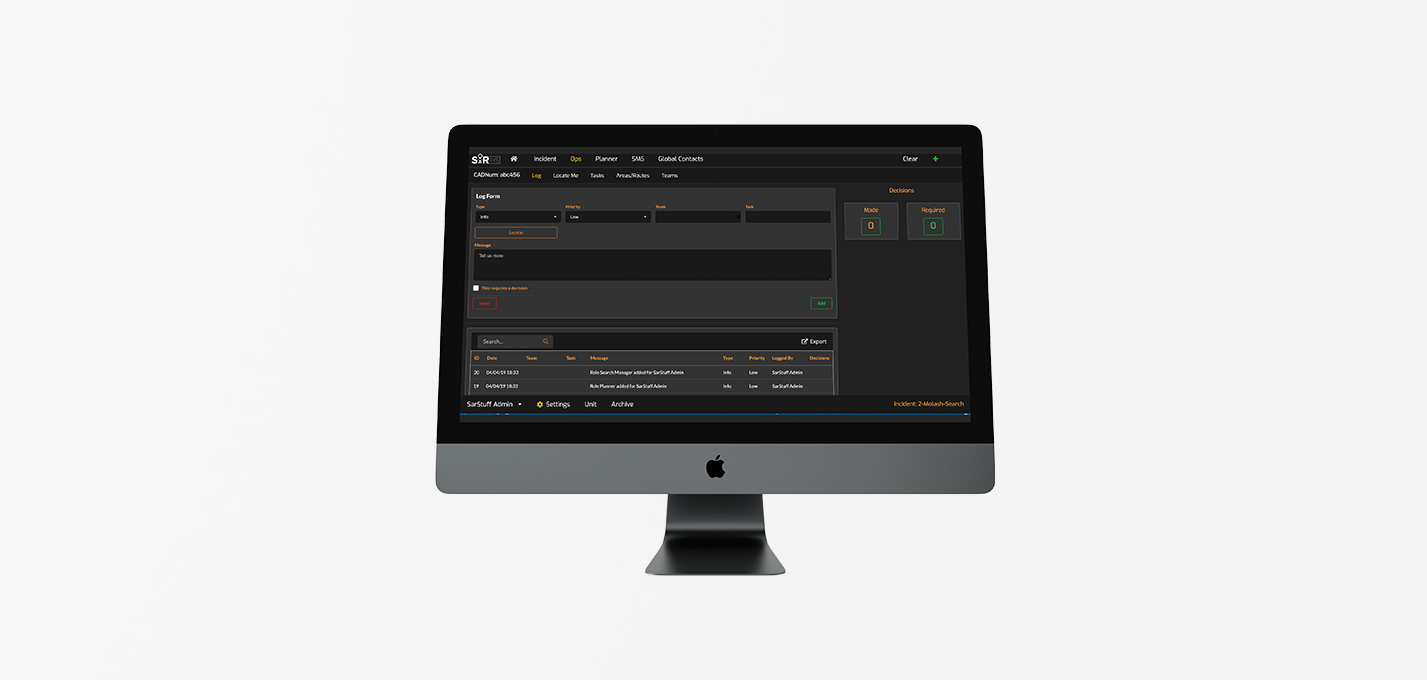 SARSYS Incident Ops Planner SMS Global Contacts Clear +
CADNum: abc456 Log Locate Me Tasks Areas/Routes Teams
Decisions
Log Form
Type Priority Team Task
Info Low
Made Required
0 0
Locstat
Message
Tell us more
This requires a decision
Reset Add
Search... Export
ID Date Team Task Message Type Priority Logged By Decisions
20 04/04/19 18:33 Role Search Manager added for SarStuff Admin Info Low SarStuff Admin
19 04/04/19 18:33 Role Planner added for SarStuff Admin Info Low SarStuff Admin
SarStuff Admin Settings Unit Archive Incident: 2-Molash-Search